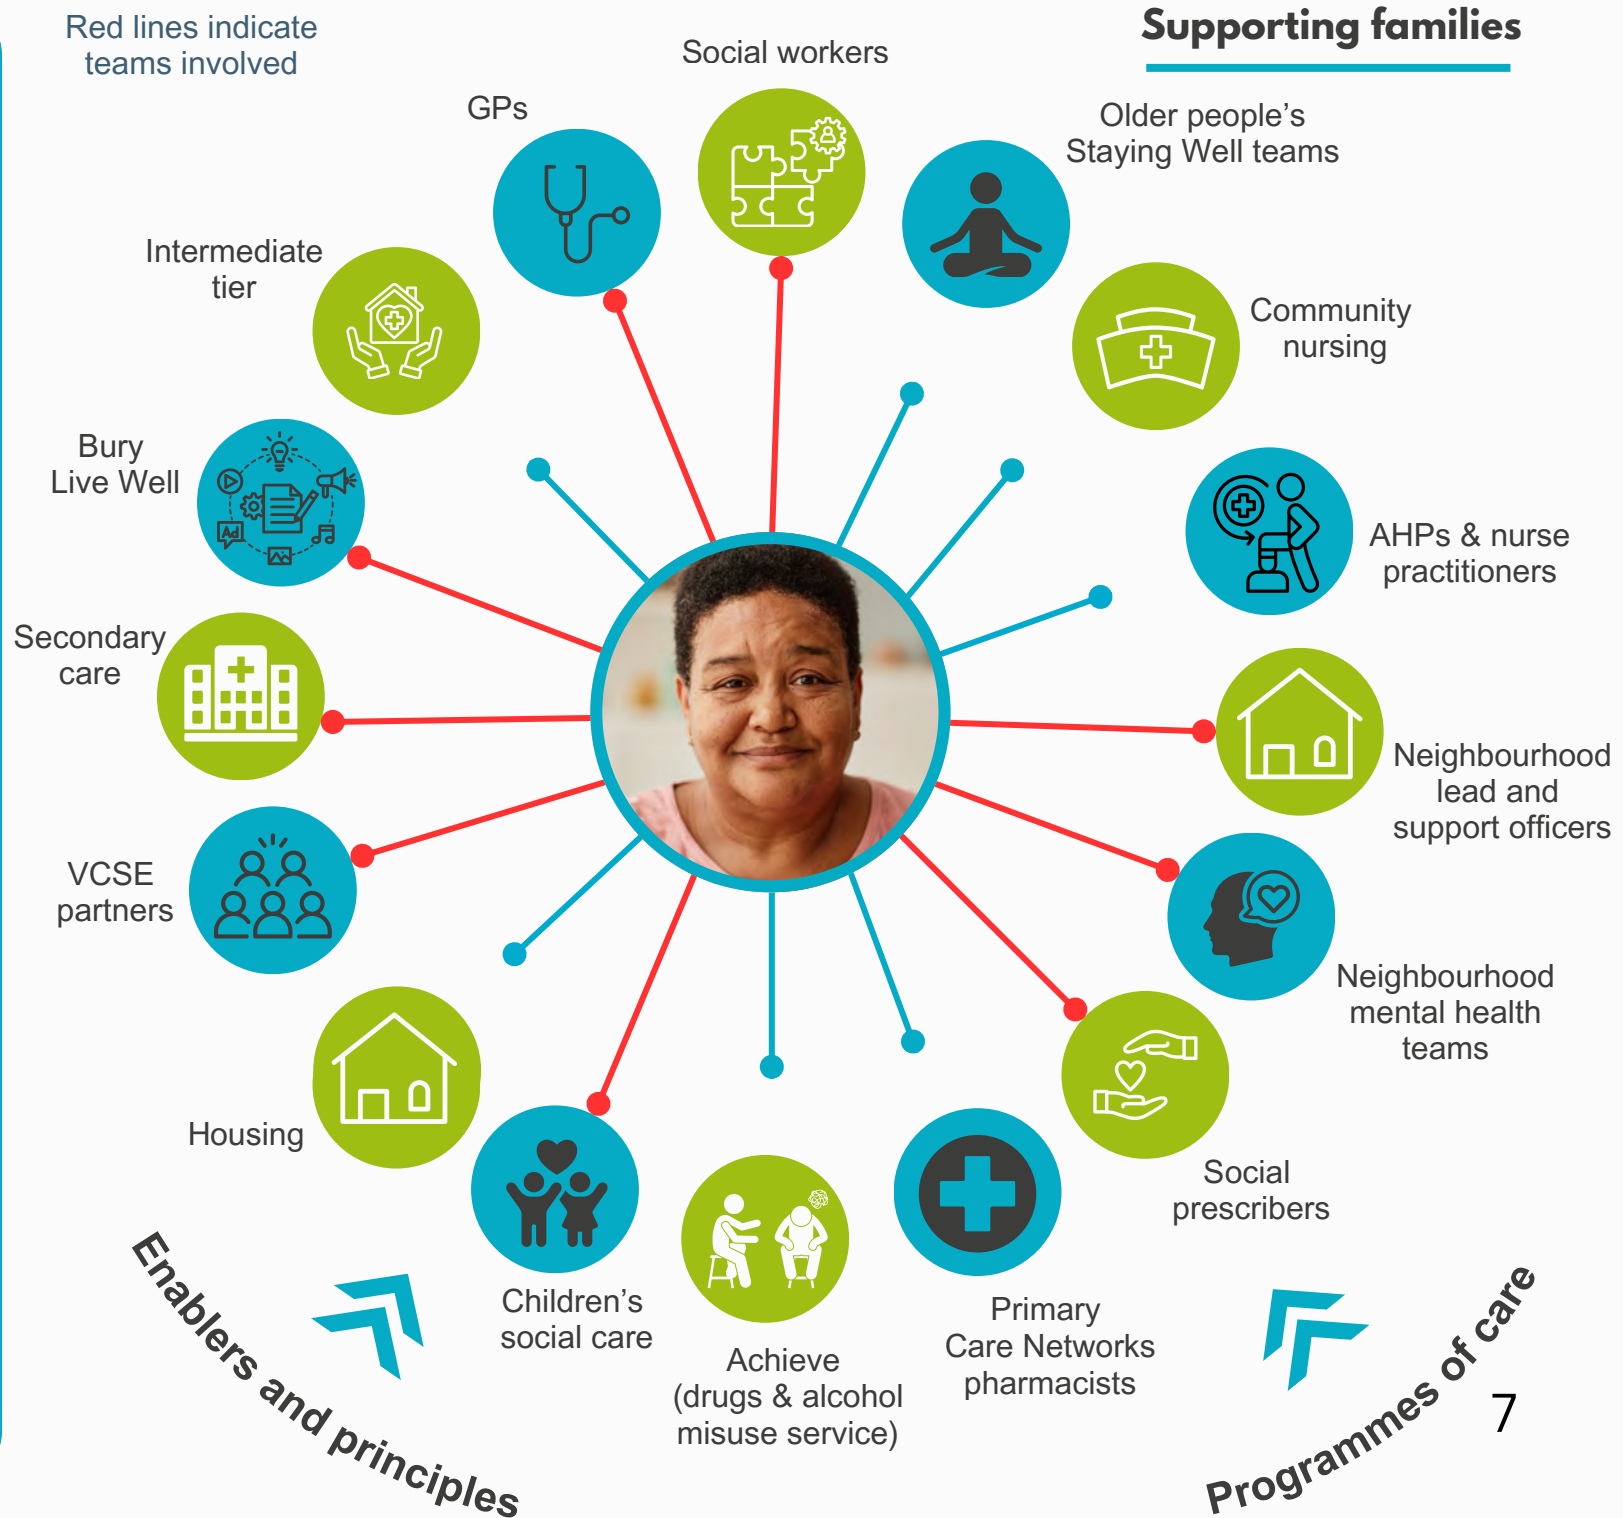 Red lines indicate
teams involved
Supporting families
Social workers
GPs
Older people's
Staying Well teams
Intermediate
tier
Community
nursing
Bury
Live Well
Ad
AHPs & nurse
practitioners
Secondary
care
Neighbourhood
lead and
support officers
VCSE
partners
Neighbourhood
mental health
teams
Housing
Social
prescribers
Children's
social care
Achieve
(drugs & alcohol
misuse service)
Primary
Care Networks
pharmacists
Enablers and principles
Programmes of care
7